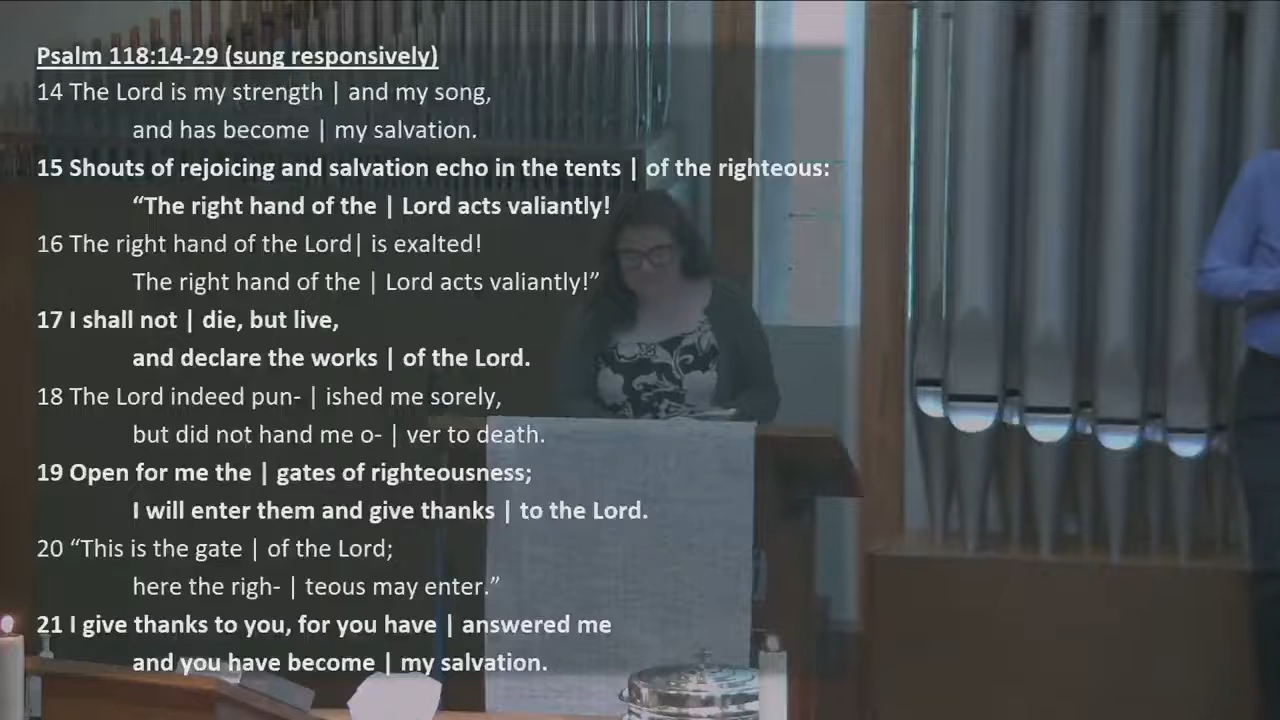 Psalm 118:14-29 (sung responsively)
14 The Lord is my strength | and my song,
and has become | my salvation.
15 Shouts of rejoicing and salvation echo in the tents | of the righteous:
“The right hand of the | Lord acts valiantly!
16 The right hand of the Lord| is exalted!
The right hand of the | Lord acts valiantly!”
17 I shall not | die, but live,
and declare the works | of the Lord.
18 The Lord indeed pun- | ished me sorely,
but did not hand me o- | ver to death.
19 Open for me the | gates of righteousness;
I will enter them and give thanks | to the Lord.
20 “This is the gate | of the Lord;
here the righ- | teous may enter.”
21 I give thanks to you, for you have | answered me
and you have become | my salvation.